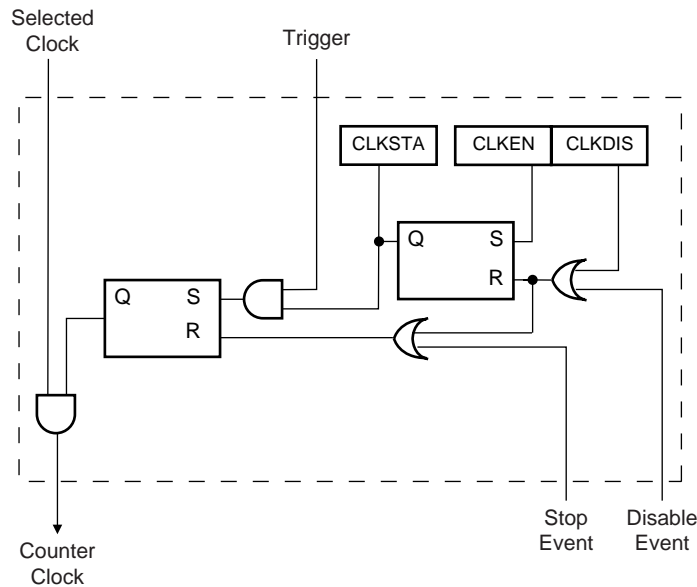 Selected
Clock
Trigger
CLKSTA
CLKEN
CLKDIS
Q
S
R
Q
S
R
Stop
Event
Disable
Event
Counter
Clock